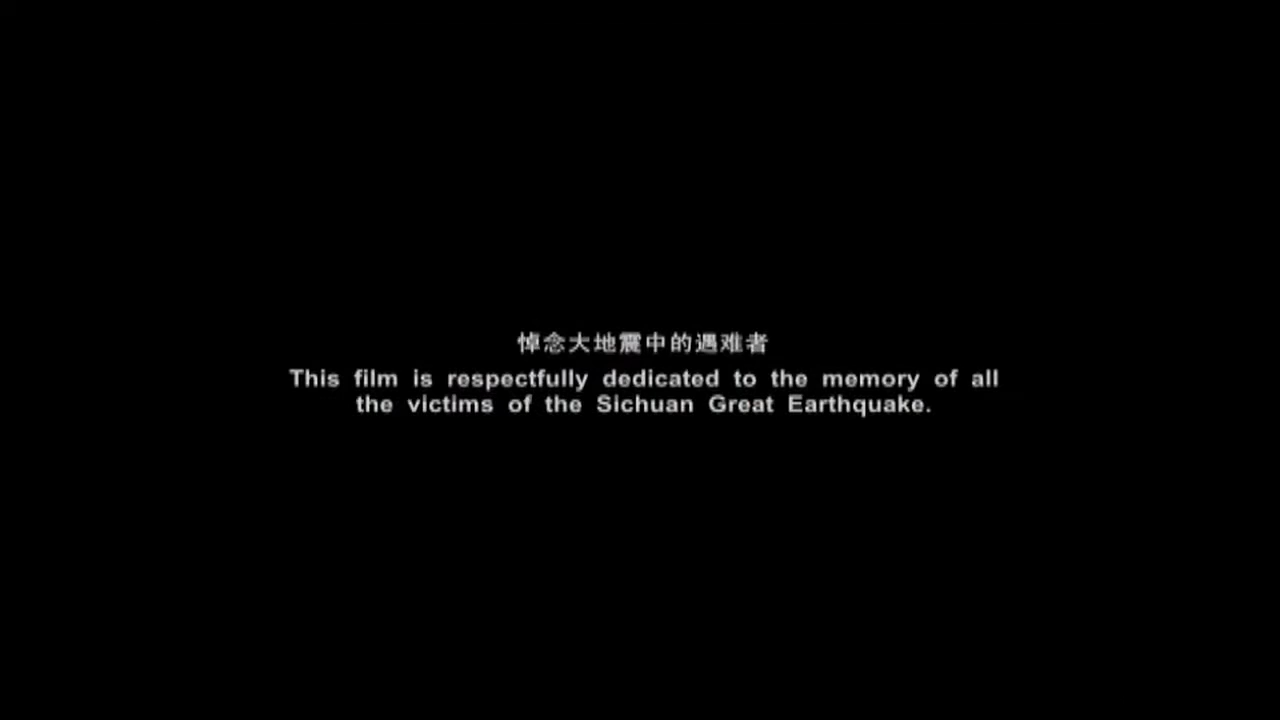 悼念大地震中的遇难者
This film is respectfully dedicated to the memory of all
the victims of the Sichuan Great Earthquake.